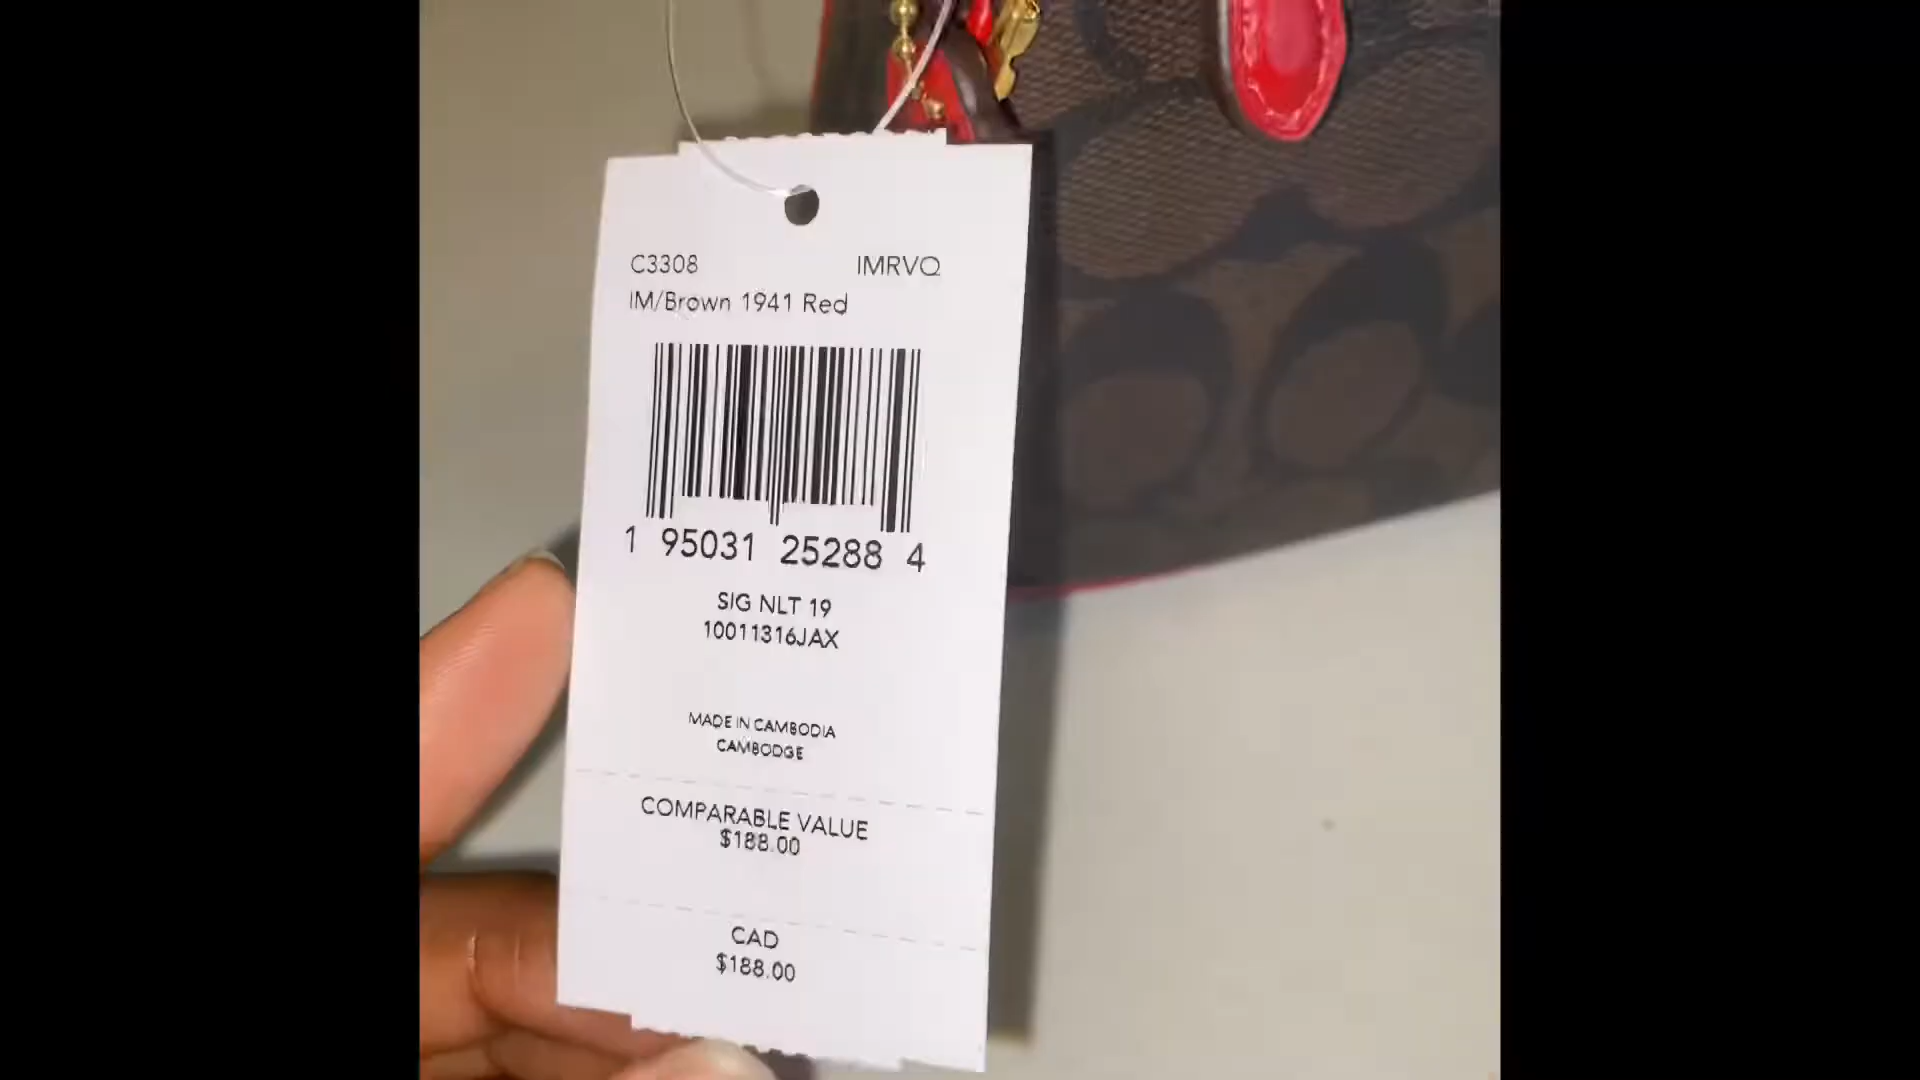 C3308 IMRVQ
IM/Brown 1941 Red
1 95031 25288 4
SIG NLT 19
10011316JAX
MADE IN CAMBODIA
CAMBODGE
COMPARABLE VALUE
$188.00
CAD
$188.00